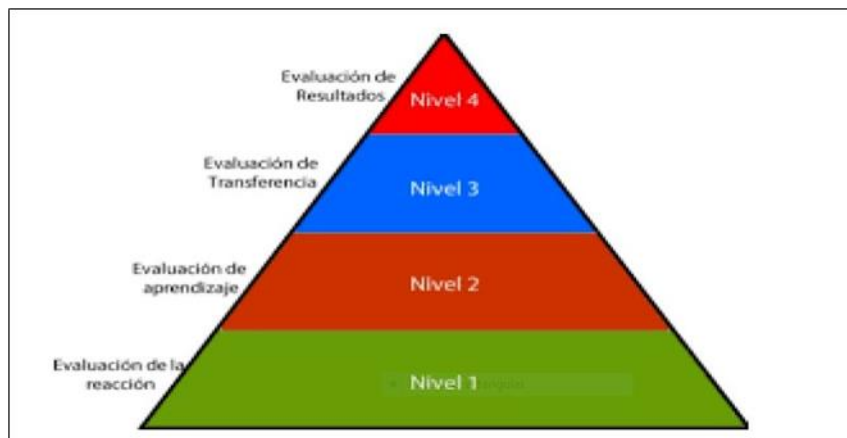 Evaluación de
Resultados
Nivel 4
Evaluación de
Transferencia
Nivel 3
Evaluación de
aprendizaje
Nivel 2
Evaluación de la
reacción
Nivel 1